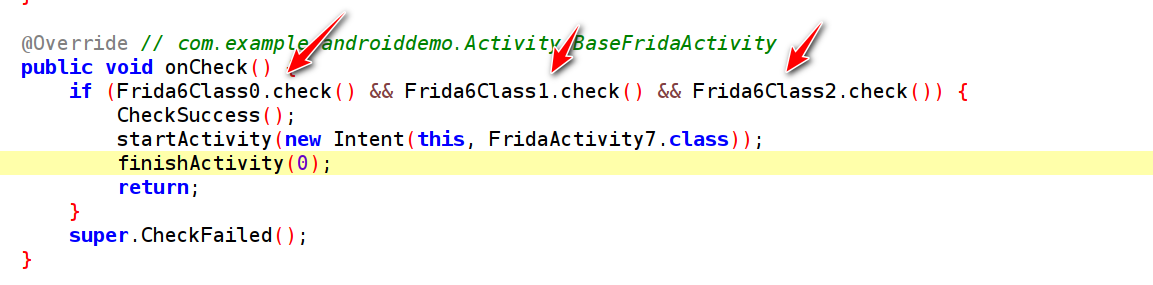 }
@Override // com.example.androiddemo.Activity.BaseFridaActivity
public void onCheck() {
if (Frida6Class0.check() && Frida6Class1.check() && Frida6Class2.check()) {
CheckSuccess();
startActivity(new Intent(this, FridaActivity7.class));
finishActivity(0);
return;
}
super.CheckFailed();
}